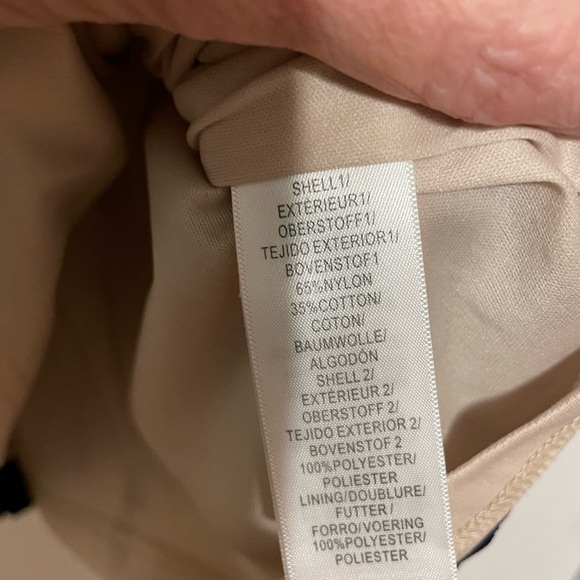 SHELL1/
EXTÉRIEUR1/
OBERSTOFF1/
TEJIDO EXTERIOR1/
BOVENSTOF1
65%NYLON
35%COTTON/
COTON/
BAUMWOLLE/
ALGODÓN
SHELL 2/
EXTÉRIEUR 2/
OBERSTOFF 2/
TEJIDO EXTERIOR 2/
BOVENSTOF 2
100%POLYESTER/
POLIESTER
LINING/DOUBLURE/
FUTTER /
FORRO/VOERING
100%POLYESTER/
POLIESTER